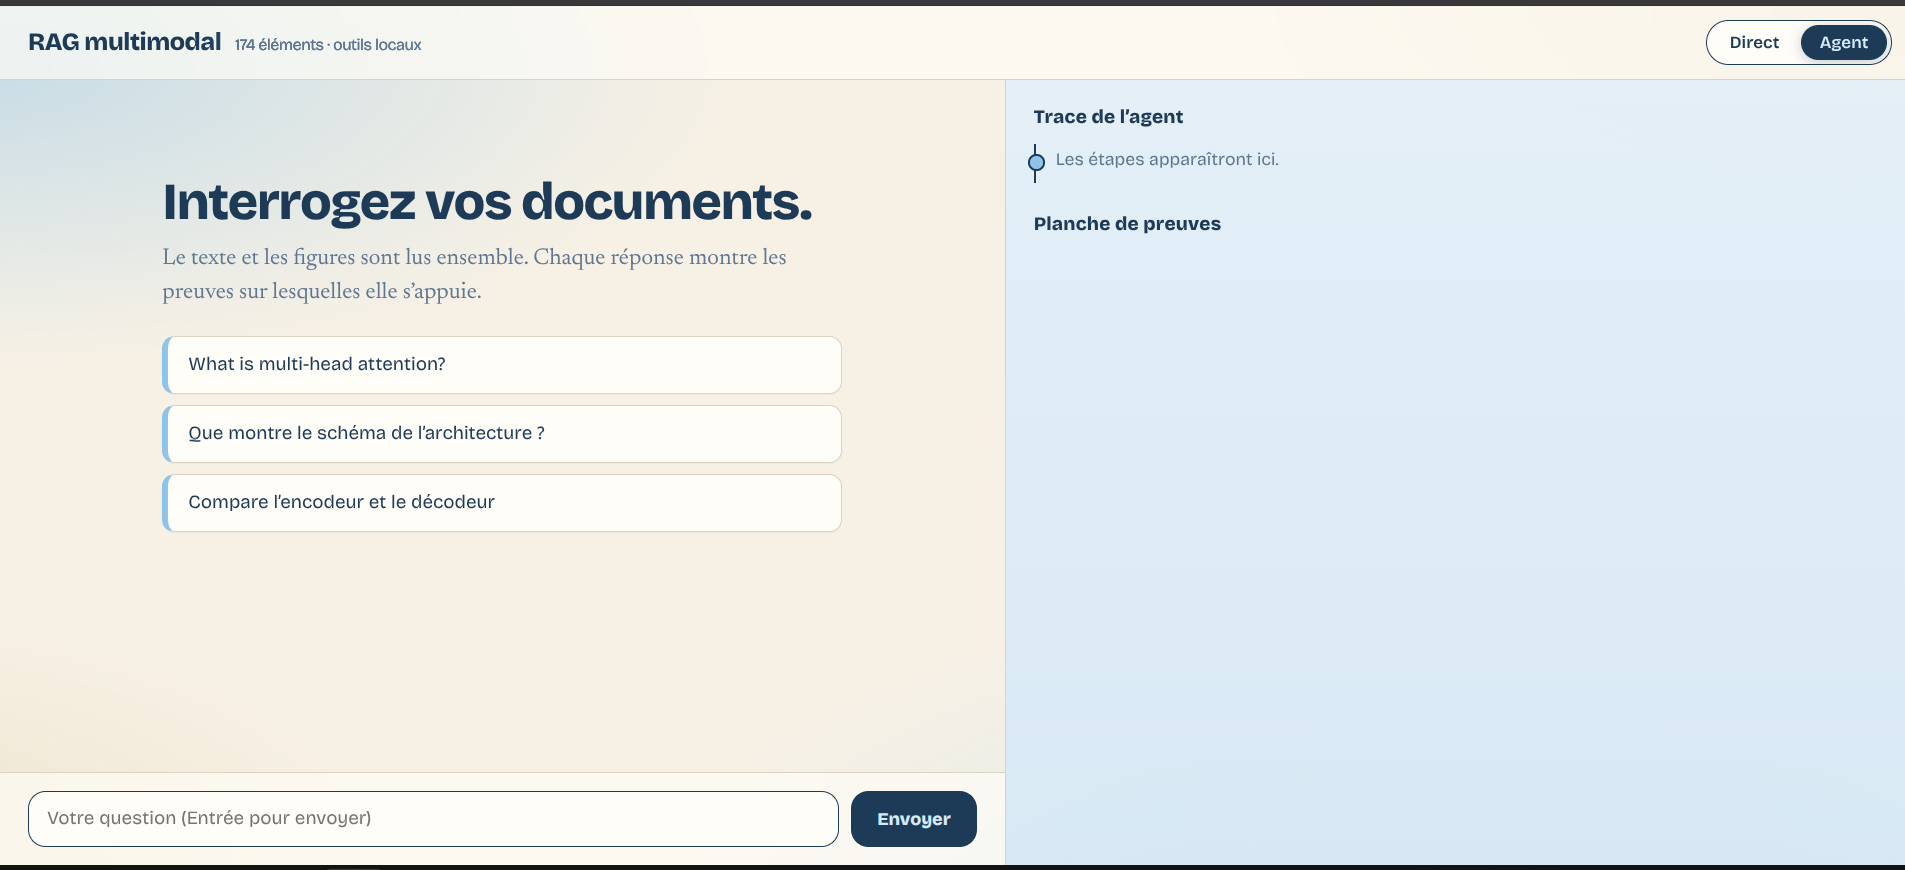 RAG multimodal 174 éléments · outils locaux
Direct Agent
Interrogez vos documents.
Le texte et les figures sont lus ensemble. Chaque réponse montre les
preuves sur lesquelles elle s’appuie.
What is multi-head attention?
Que montre le schéma de l’architecture ?
Compare l’encodeur et le décodeur
Votre question (Entrée pour envoyer)
Envoyer
Trace de l’agent
Les étapes apparaîtront ici.
Planche de preuves